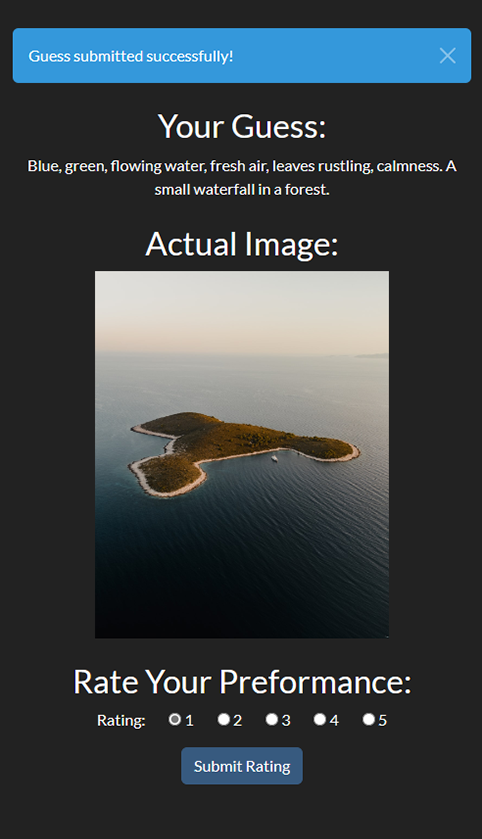 Guess submitted successfully!
Your Guess:
Blue, green, flowing water, fresh air, leaves rustling, calmness. A
small waterfall in a forest.
Actual Image:
Rate Your Preformance:
Rating: 1 2 3 4 5
Submit Rating